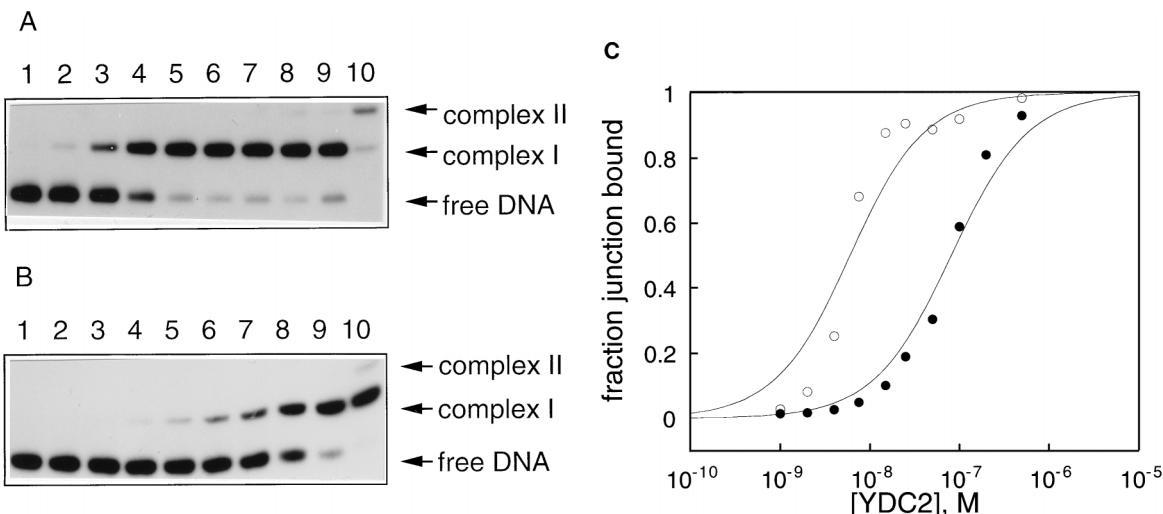 A
1 2 3 4 5 6 7 8 9 10
complex II
complex I
free DNA
B
1 2 3 4 5 6 7 8 9 10
complex II
complex I
free DNA
C
fraction junction bound
1
0.8
0.6
0.4
0.2
0
10⁻¹⁰ 10⁻⁹ 10⁻⁸ 10⁻⁷ 10⁻⁶ 10⁻⁵
[YDC2], M